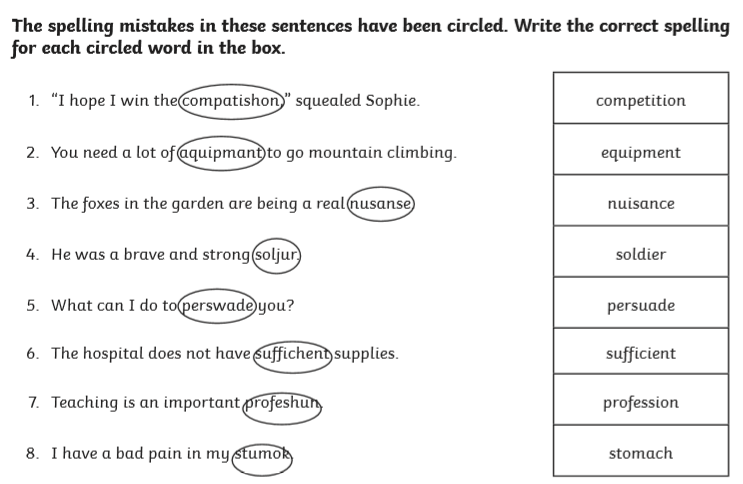 The spelling mistakes in these sentences have been circled. Write the correct spelling
for each circled word in the box.
1. “I hope I win the compatishon,” squealed Sophie. competition
2. You need a lot of aquipmant to go mountain climbing. equipment
3. The foxes in the garden are being a real nusanse. nuisance
4. He was a brave and strong soljur. soldier
5. What can I do to perswade you? persuade
6. The hospital does not have suffichent supplies. sufficient
7. Teaching is an important profeshun. profession
8. I have a bad pain in my stumok. stomach